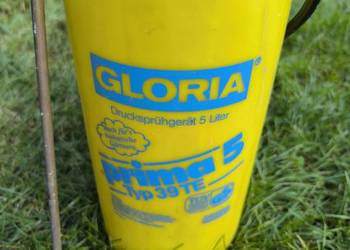 GLORIA®
Drucksprühgerät 5 Liter
prima 5
Typ 39 TE